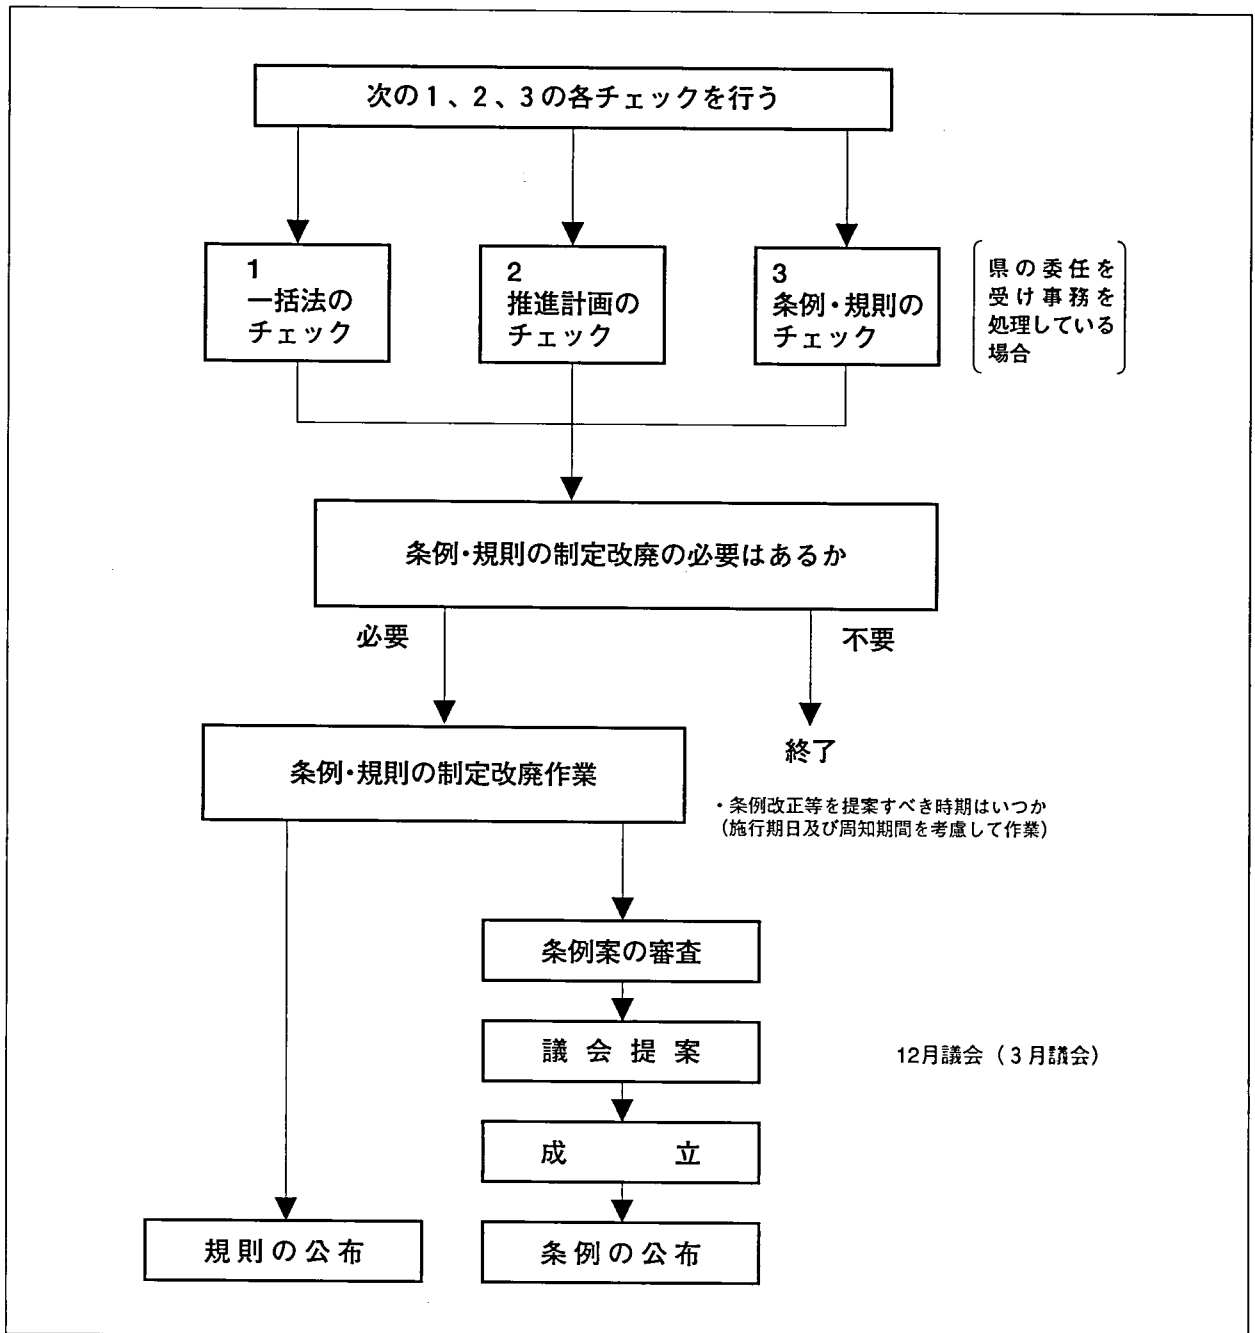 次の1、2、3の各チェックを行う
1
一括法の
チェック
2
推進計画の
チェック
3
条例・規則の
チェック
県の委任を
受け事務を
処理している
場合
条例・規則の制定改廃の必要はあるか
必要
不要
条例・規則の制定改廃作業
終了
・条例改正等を提案すべき時期はいつか
(施行期日及び周知期間を考慮して作業)
条例案の審査
議会提案
12月議会(3月議会)
成立
規則の公布
条例の公布